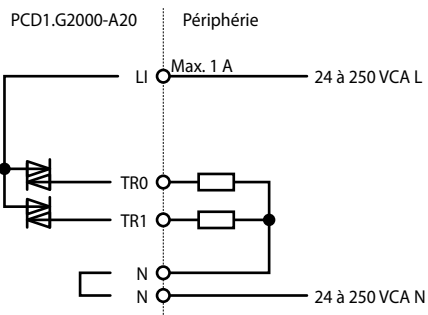 PCD1.G2000-A20 Périphérie
LI Max. 1 A 24 à 250 VCA L
TR0
TR1
N
N 24 à 250 VCA N